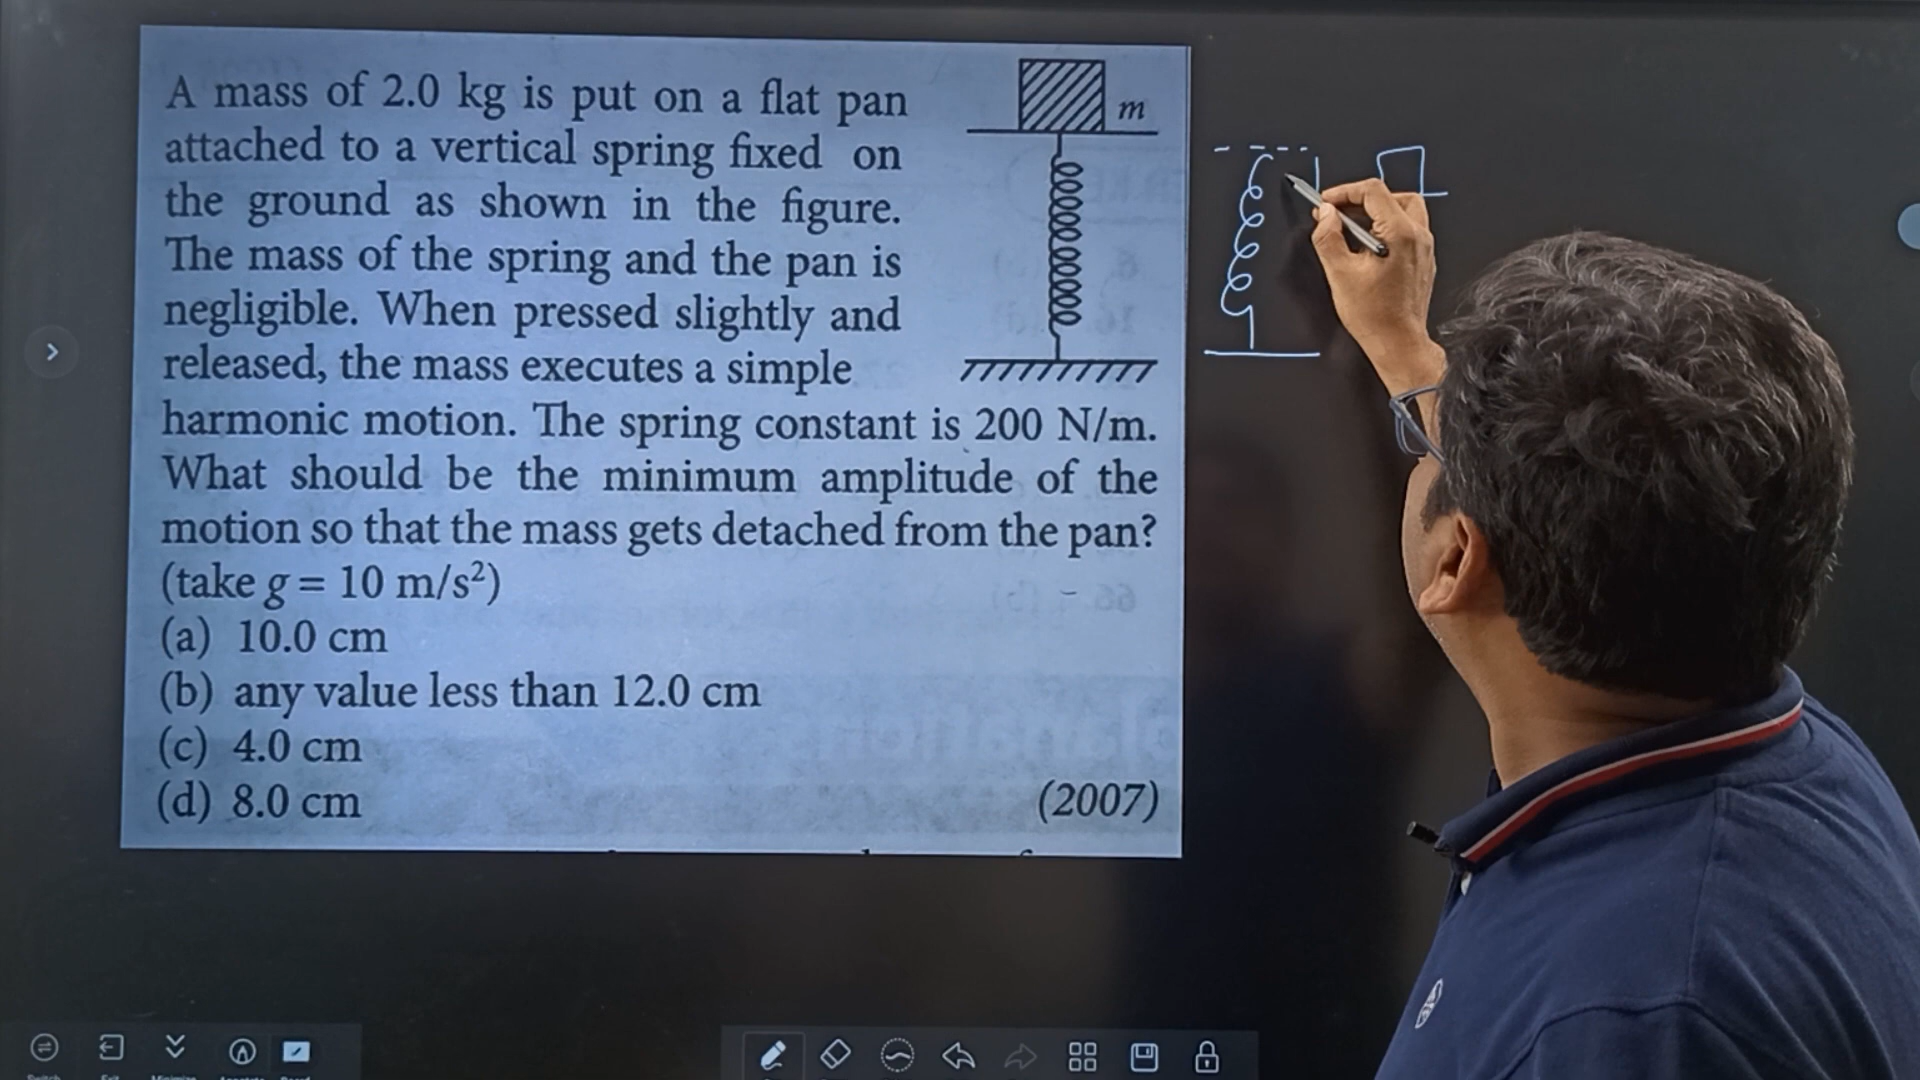 A mass of 2.0 kg is put on a flat pan
attached to a vertical spring fixed on
the ground as shown in the figure.
The mass of the spring and the pan is
negligible. When pressed slightly and
released, the mass executes a simple
harmonic motion. The spring constant is 200 N/m.
What should be the minimum amplitude of the
motion so that the mass gets detached from the pan?
(take g = 10 m/s²)
(a) 10.0 cm
(b) any value less than 12.0 cm
(c) 4.0 cm
(d) 8.0 cm
(2007)
m